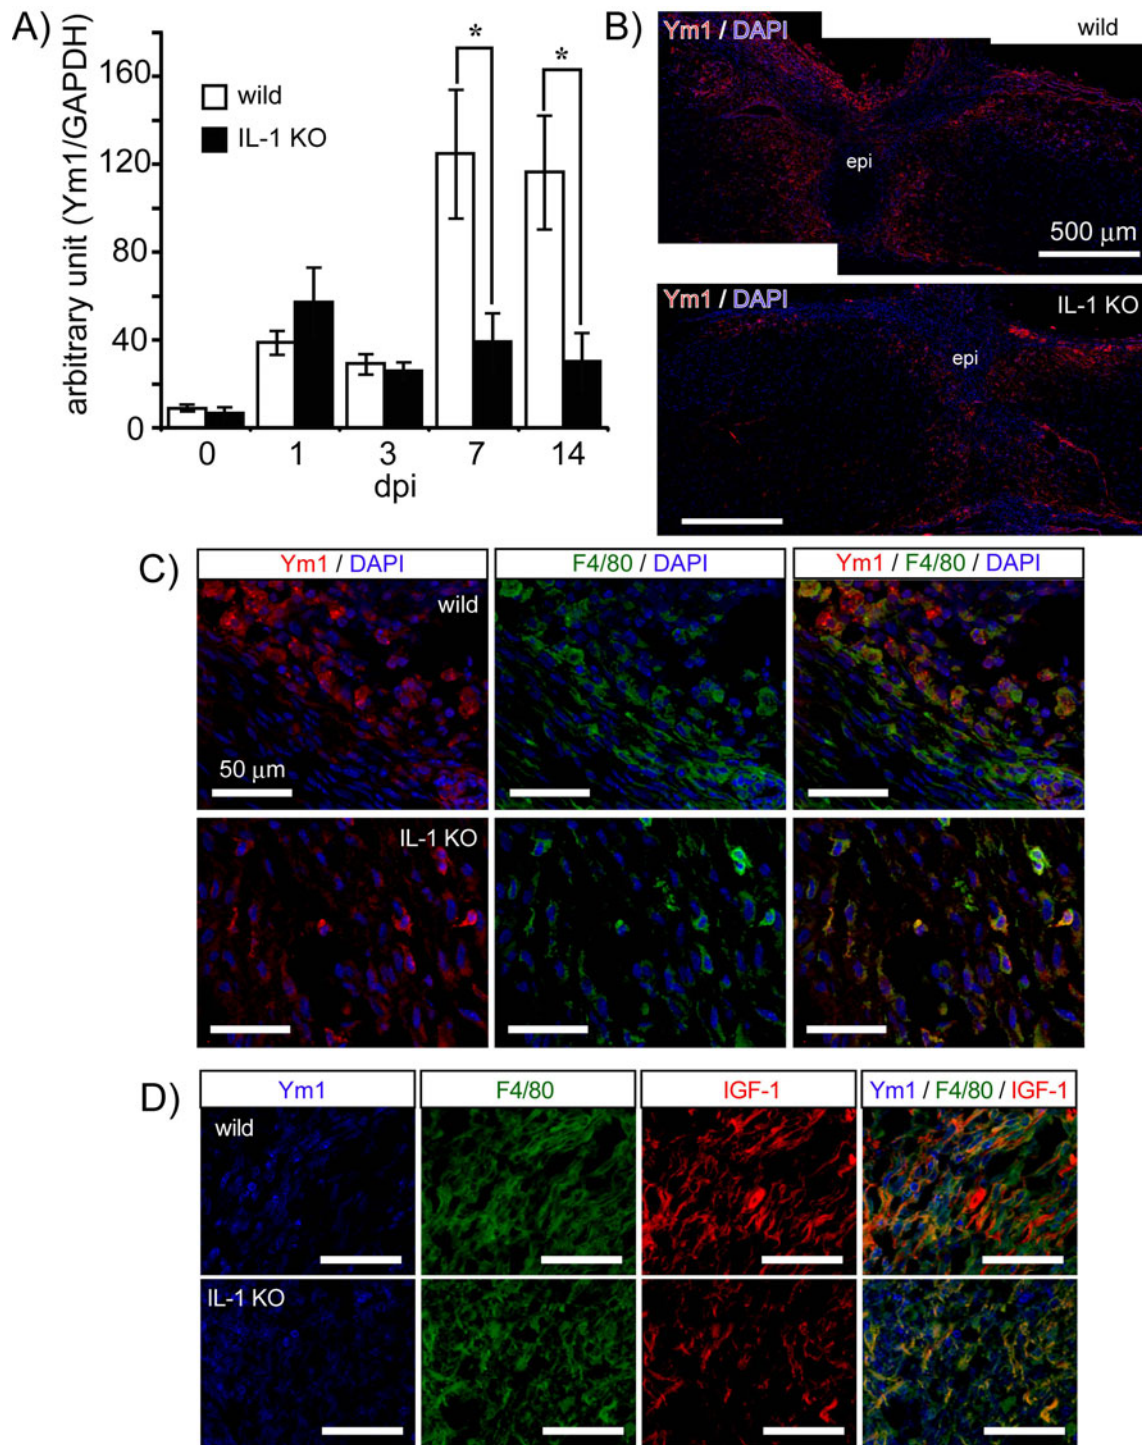 A)
arbitrary unit (Ym1/GAPDH)
160
120
80
40
0
wild
IL-1 KO
*
*
0 1 3 7 14
dpi
B)
Ym1 / DAPI
wild
epi
500 μm
Ym1 / DAPI
IL-1 KO
epi
C)
Ym1 / DAPI
F4/80 / DAPI
Ym1 / F4/80 / DAPI
wild
50 μm
IL-1 KO
D)
Ym1
F4/80
IGF-1
Ym1 / F4/80 / IGF-1
wild
IL-1 KO